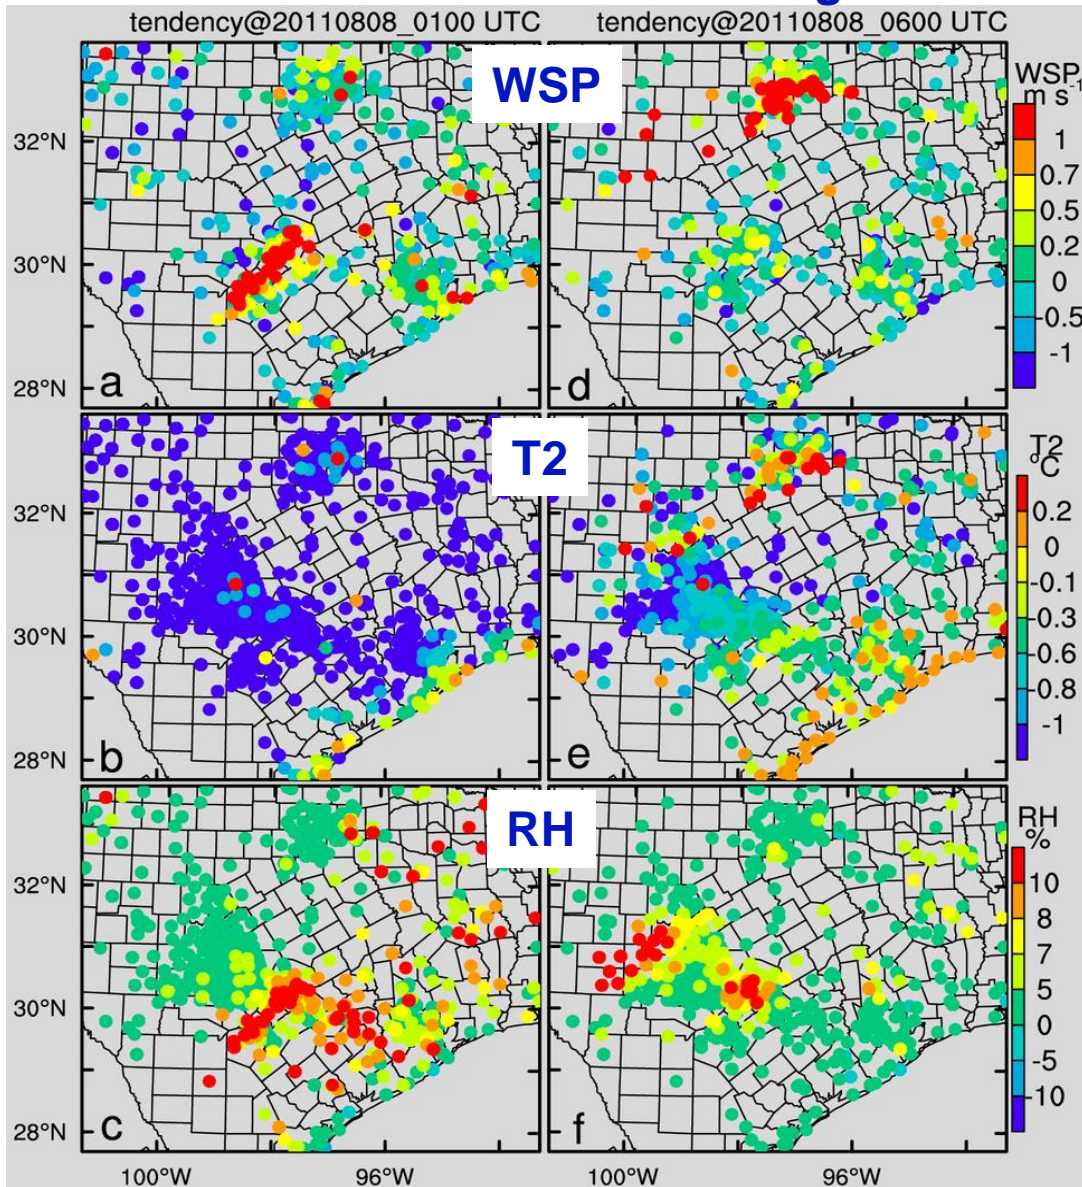 g
tendency@20110808_0100 UTC
tendency@20110808_0600 UTC
WSP
WSP
m s-1
1
0.7
0.5
0.2
0
-0.5
-1
32°N
30°N
28°N
a
d
T2
T2
°C
0.2
0
-0.1
-0.3
-0.6
-0.8
-1
32°N
30°N
28°N
b
e
RH
RH
%
10
8
7
5
0
-5
-10
32°N
30°N
28°N
c
f
100°W
96°W
100°W
96°W